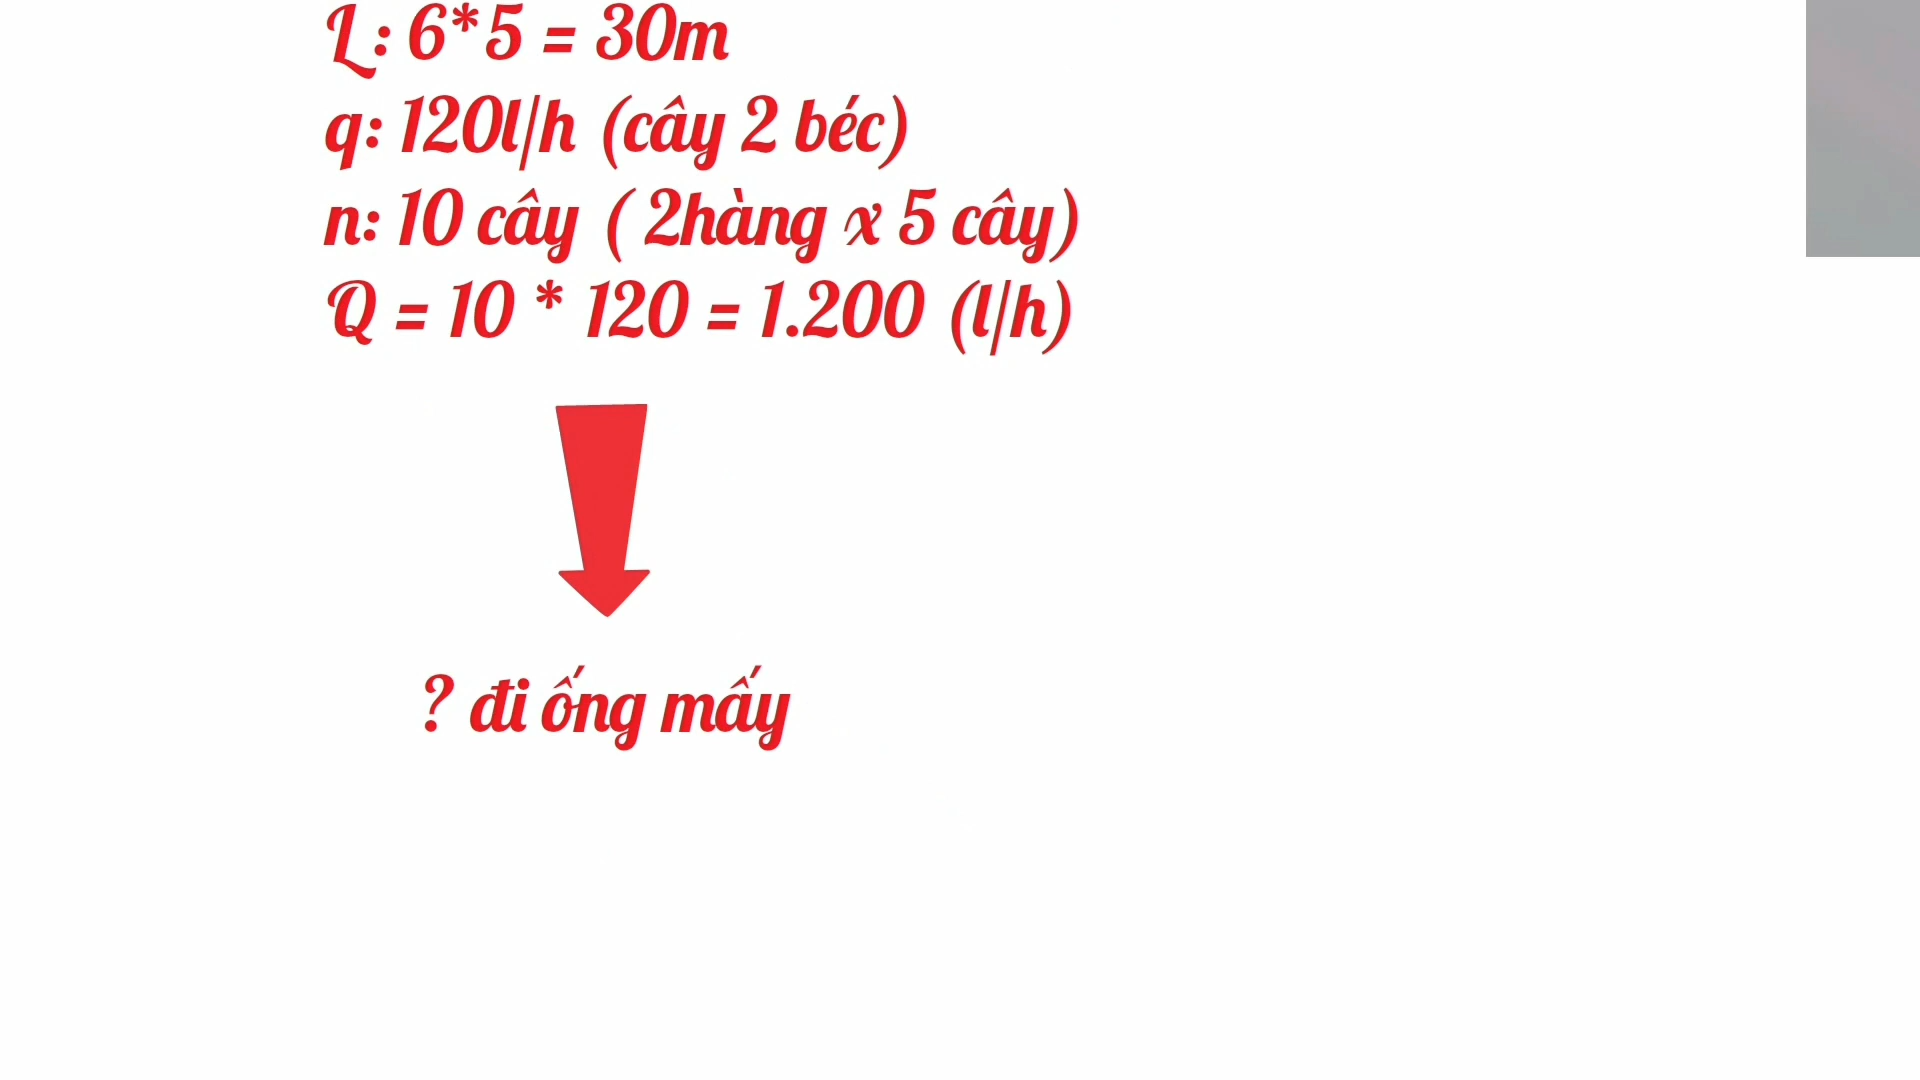 L: 6*5 = 30m
q: 120l/h (cây 2 béc)
n: 10 cây ( 2hàng x 5 cây)
Q = 10 * 120 = 1.200 (l/h)
? đi ống mấy